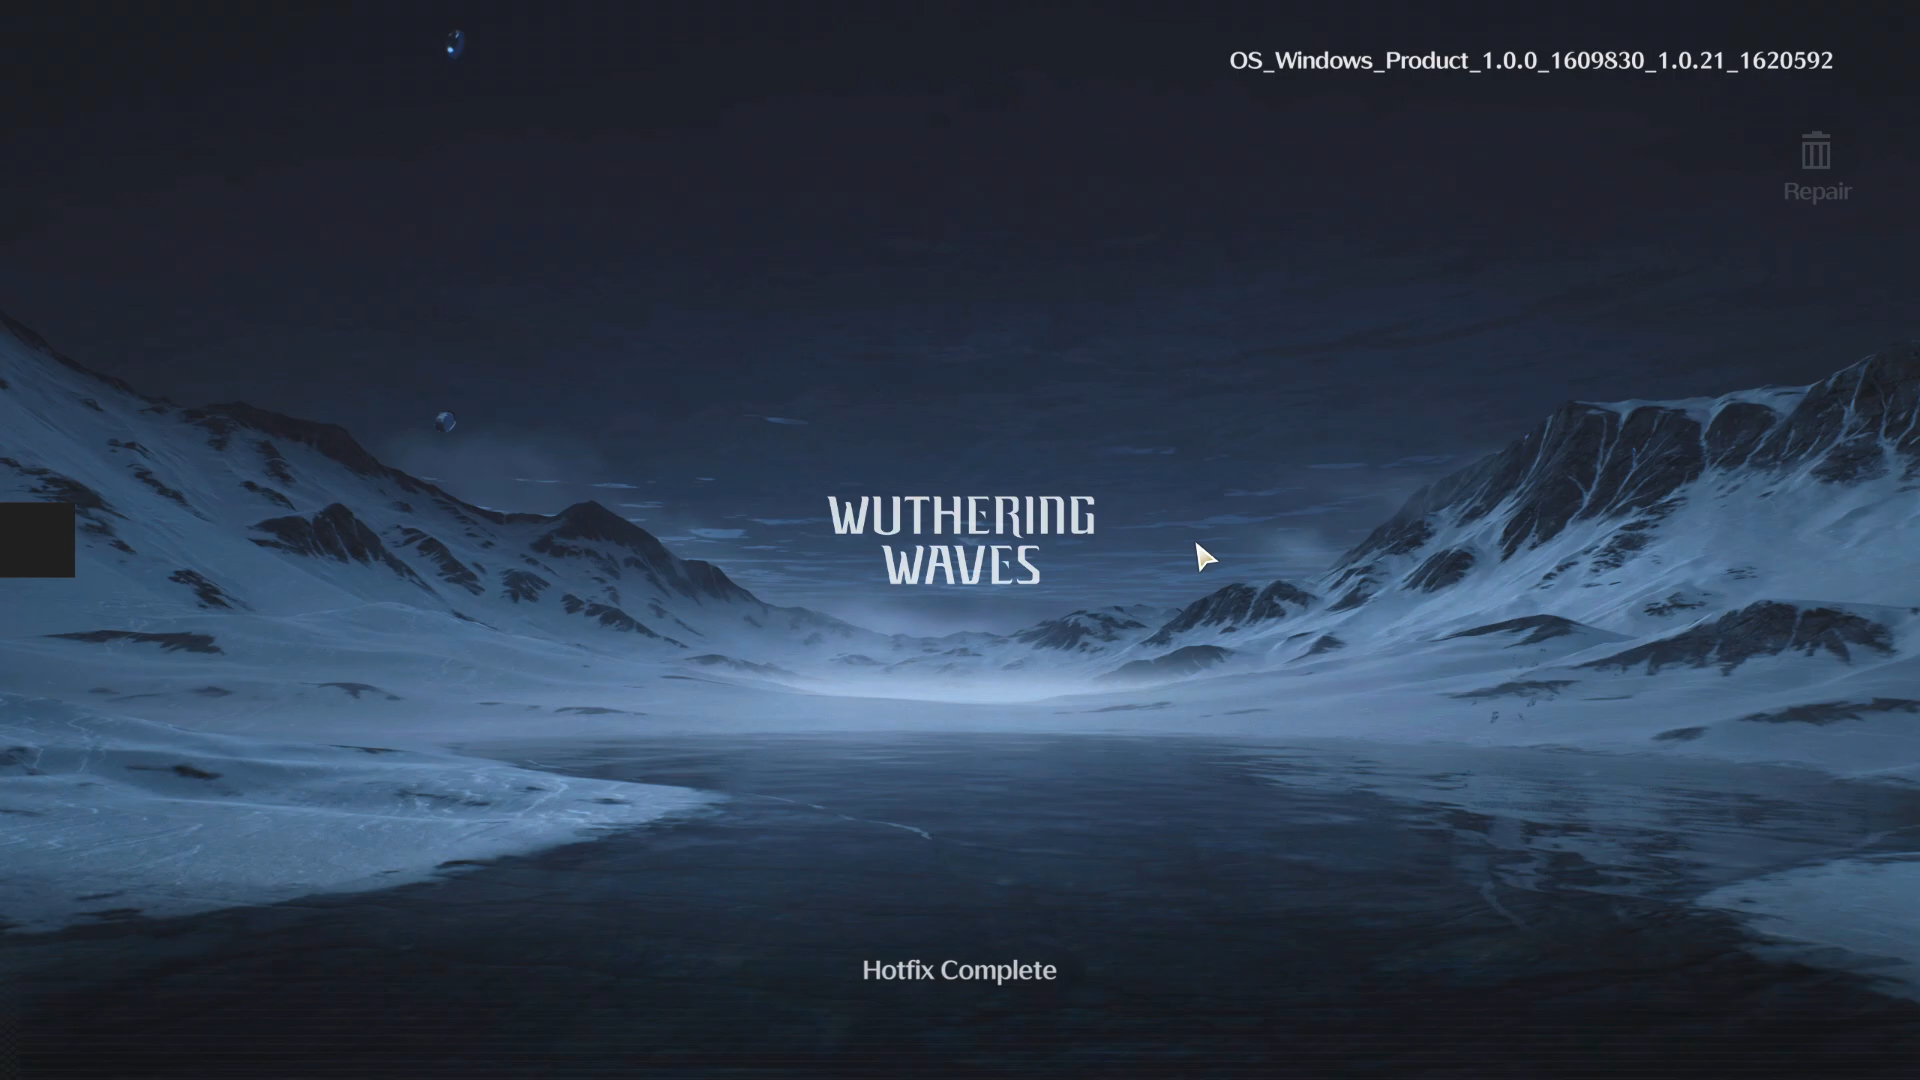 OS_Windows_Product_1.0.0_1609830_1.0.21_1620592
Repair
WUTHERING
WAVES
Hotfix Complete